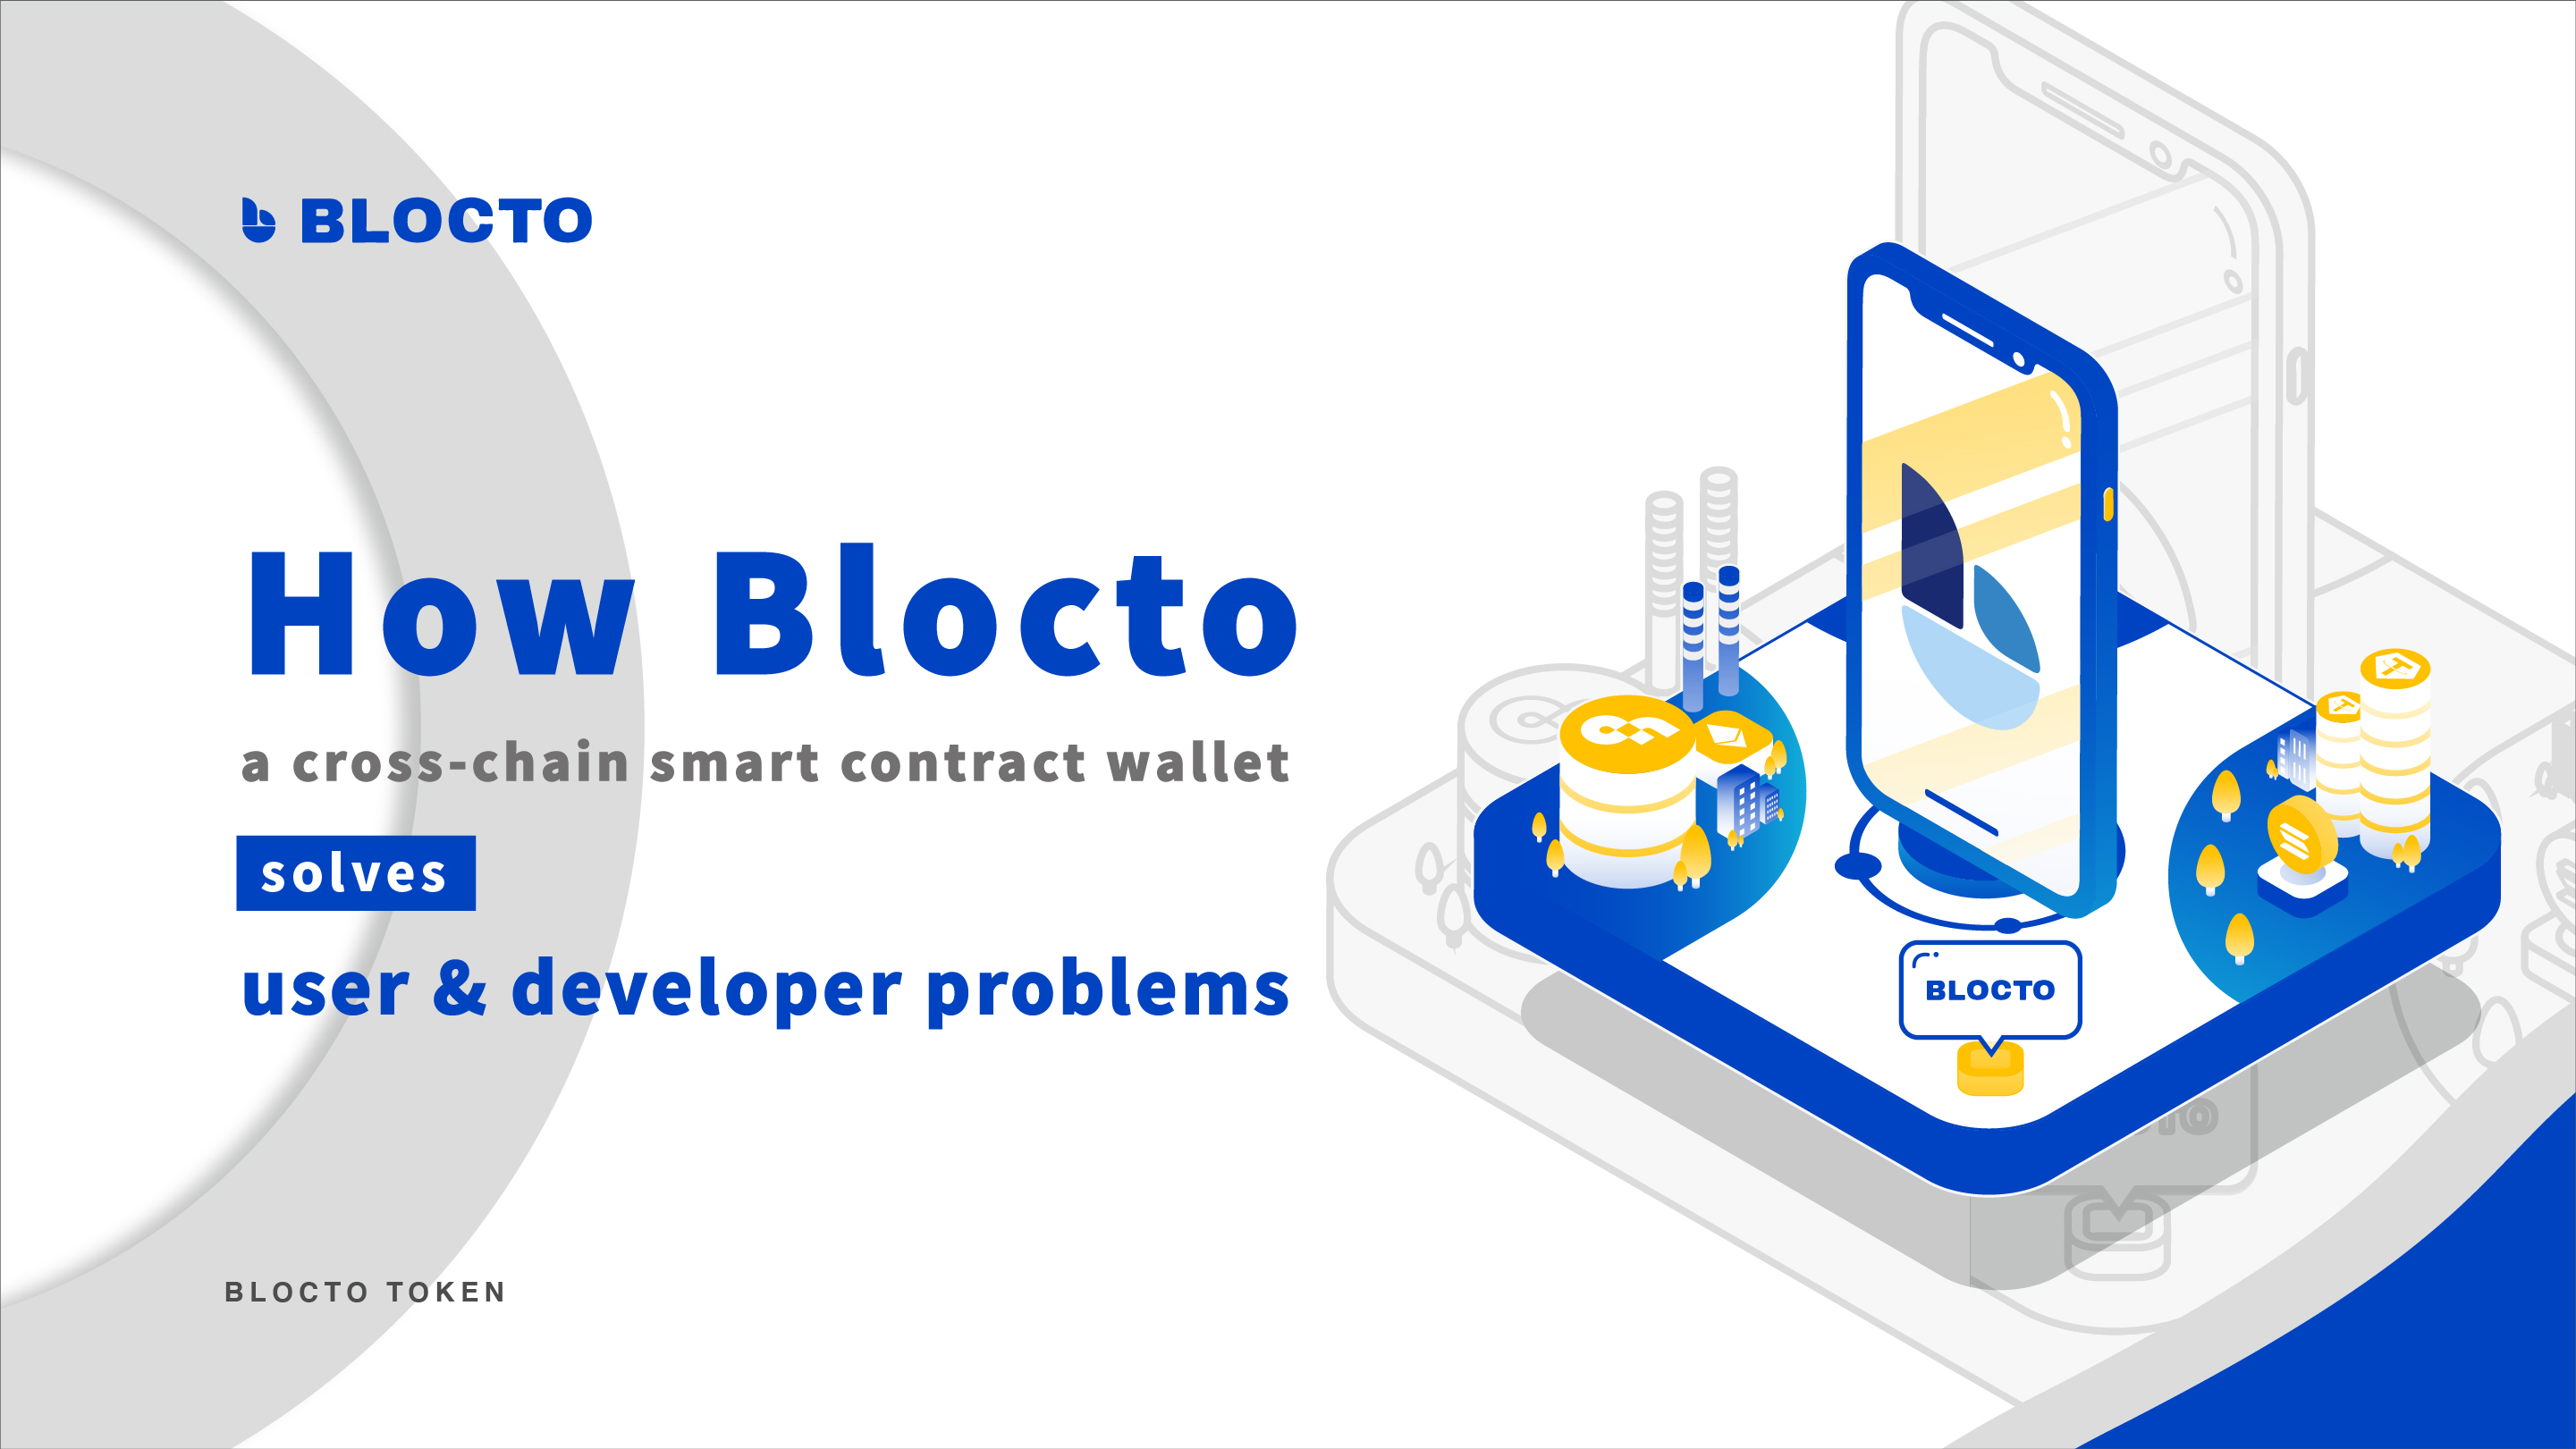 BLOCTO
How Blocto
a cross-chain smart contract wallet
solves
user & developer problems
BLOCTO
BLOCTO TOKEN